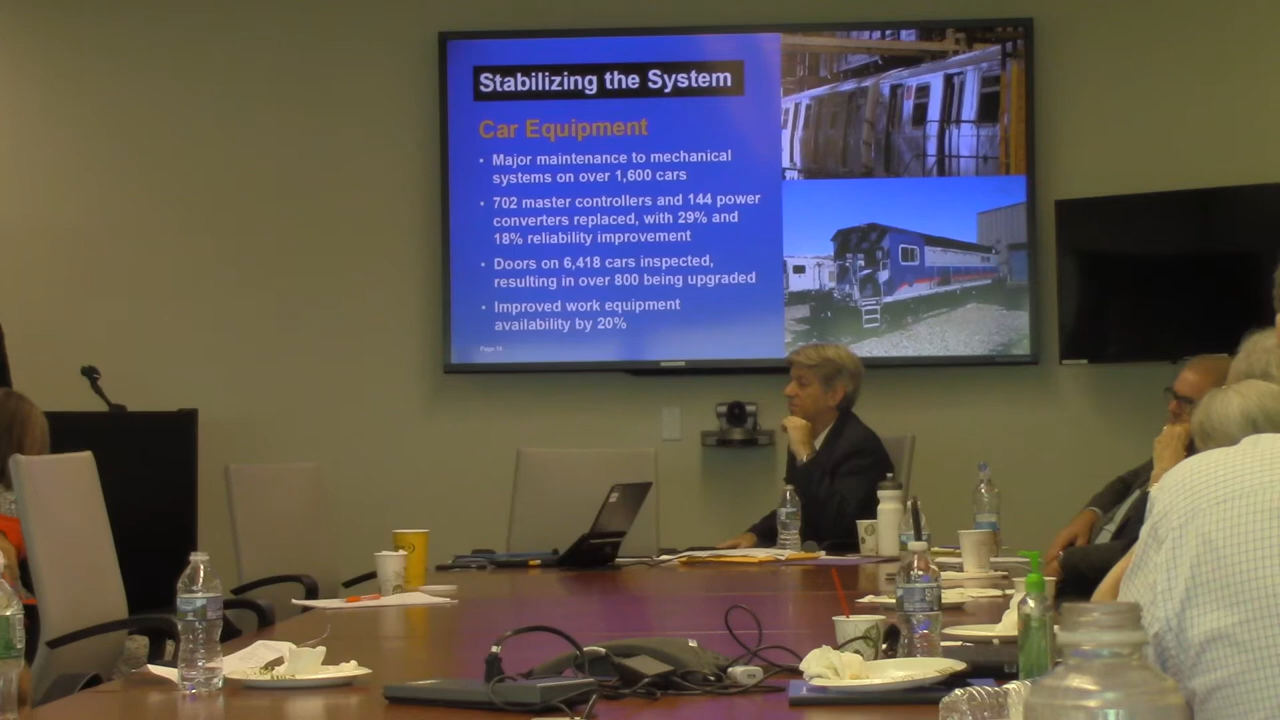 Stabilizing the System
Car Equipment
• Major maintenance to mechanical
systems on over 1,600 cars
• 702 master controllers and 144 power
converters replaced, with 29% and
18% reliability improvement
• Doors on 6,418 cars inspected,
resulting in over 800 being upgraded
• Improved work equipment
availability by 20%